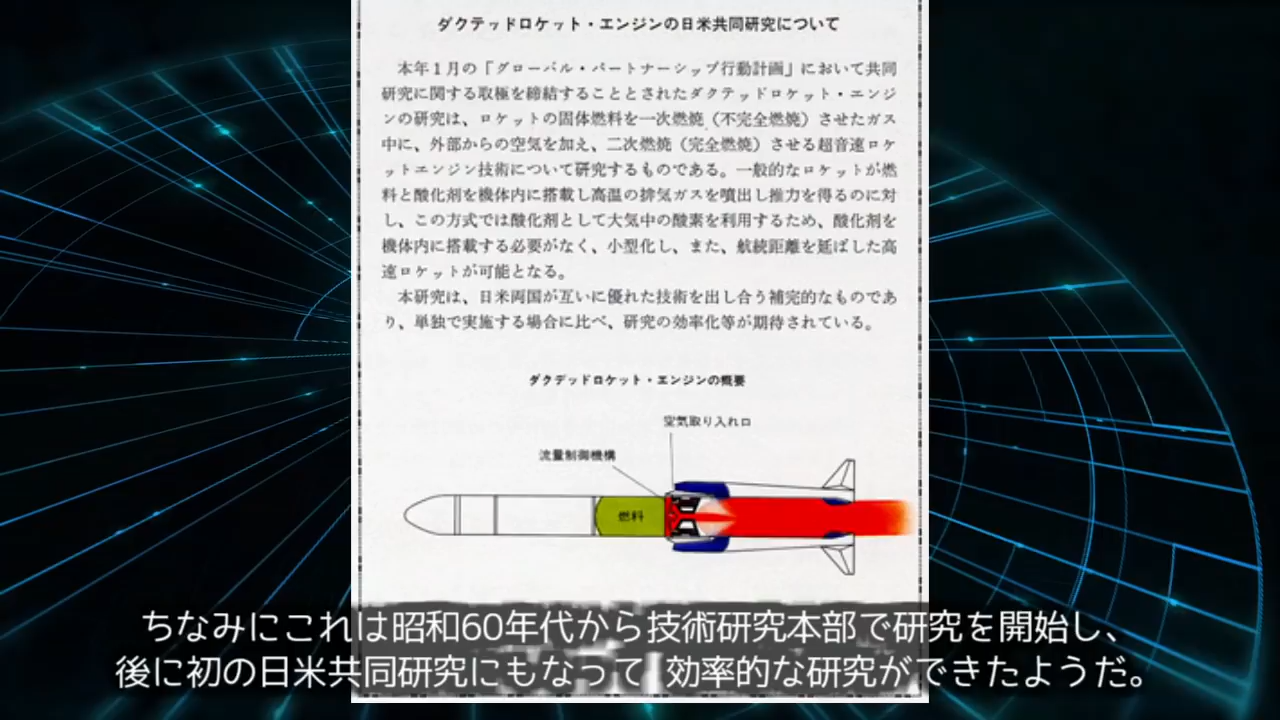 ダクテッドロケット・エンジンの日米共同研究について
本年1月の「グローバル・パートナーシップ行動計画」において共同
研究に関する取極を締結することとされたダクテッドロケット・エンジ
ンの研究は、ロケットの固体燃料を一次燃焼（不完全燃焼）させたガス
中に、外部からの空気を加え、二次燃焼（完全燃焼）させる超音速ロケ
ットエンジン技術について研究するものである。一般的なロケットが燃
料と酸化剤を機体内に搭載し高温の排気ガスを噴出し推力を得るのに対
し、この方式では酸化剤として大気中の酸素を利用するため、酸化剤を
機体内に搭載する必要がなく、小型化し、また、航続距離を延ばした高
速ロケットが可能となる。
本研究は、日米両国が互いに優れた技術を出し合う補完的なものであ
り、単独で実施する場合に比べ、研究の効率化等が期待されている。
ダクデッドロケット・エンジンの概要
空気取り入れ口
流量制御機構
燃料
ちなみにこれは昭和60年代から技術研究本部で研究を開始し、
後に初の日米共同研究にもなって 効率的な研究ができたようだ。